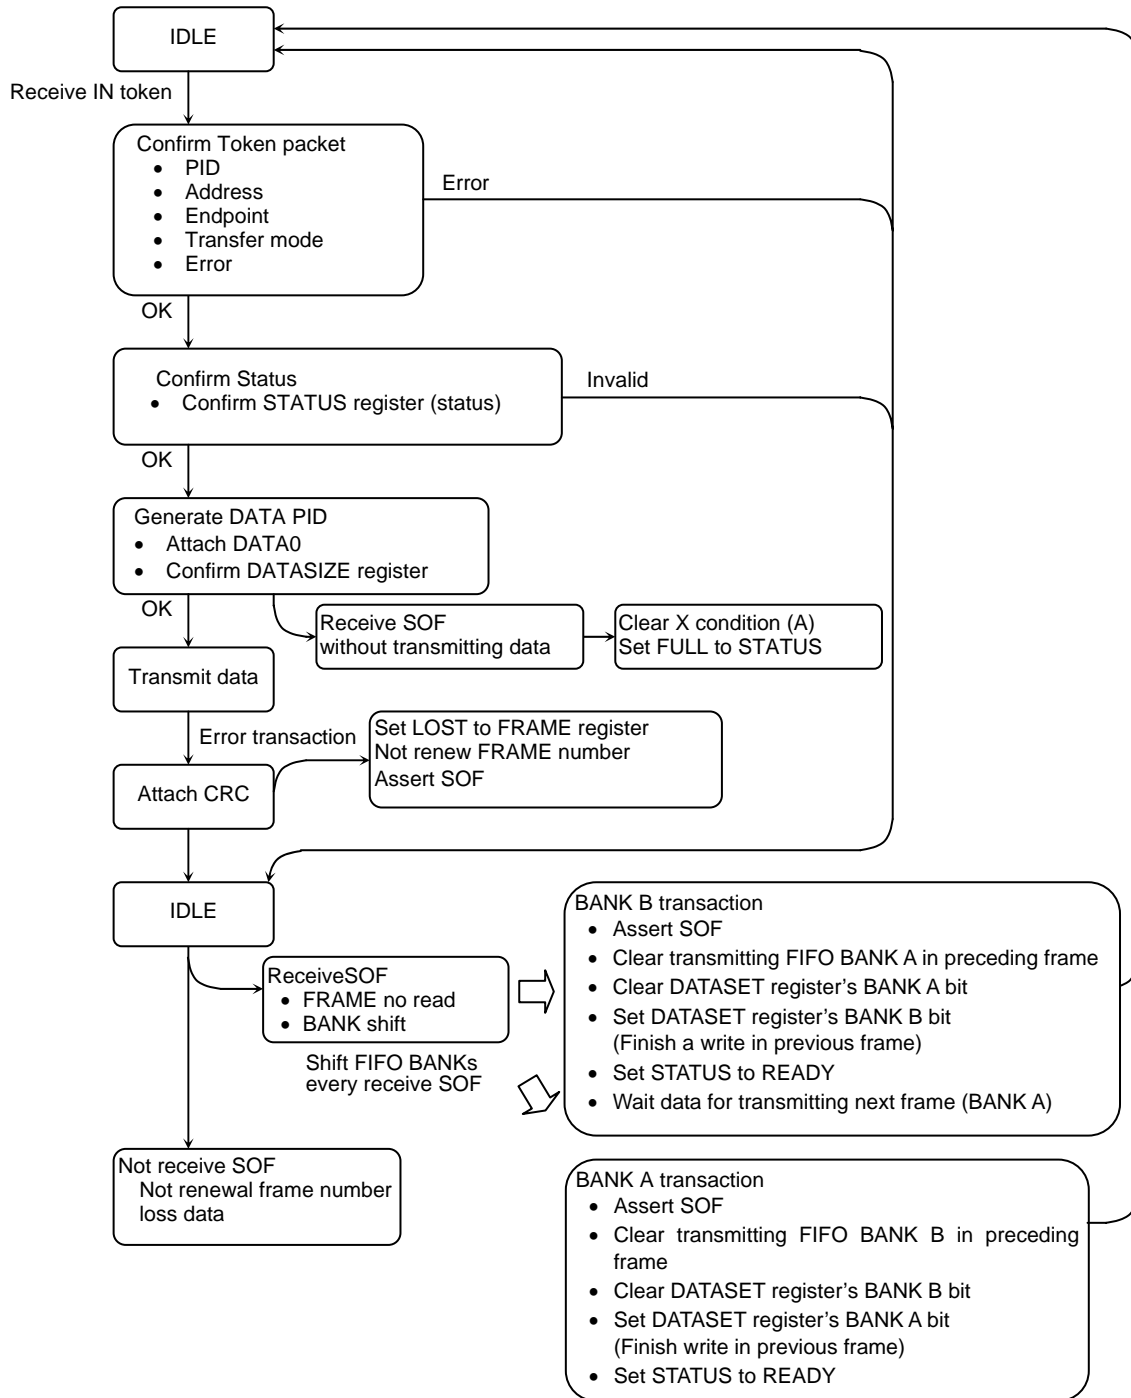 IDLE
Receive IN token
Confirm Token packet
• PID
• Address
• Endpoint
• Transfer mode
• Error
Error
OK
Confirm Status
• Confirm STATUS register (status)
Invalid
OK
Generate DATA PID
• Attach DATA0
• Confirm DATASIZE register
OK
Receive SOF
without transmitting data
Clear X condition (A)
Set FULL to STATUS
Transmit data
Error transaction
Set LOST to FRAME register
Not renew FRAME number
Assert SOF
Attach CRC
IDLE
ReceiveSOF
• FRAME no read
• BANK shift
Shift FIFO BANKs
every receive SOF
BANK B transaction
• Assert SOF
• Clear transmitting FIFO BANK A in preceding frame
• Clear DATASET register's BANK A bit
• Set DATASET register's BANK B bit
(Finish a write in previous frame)
• Set STATUS to READY
• Wait data for transmitting next frame (BANK A)
Not receive SOF
Not renewal frame number
loss data
BANK A transaction
• Assert SOF
• Clear transmitting FIFO BANK B in preceding
frame
• Clear DATASET register's BANK B bit
• Set DATASET register's BANK A bit
(Finish write in previous frame)
• Set STATUS to READY